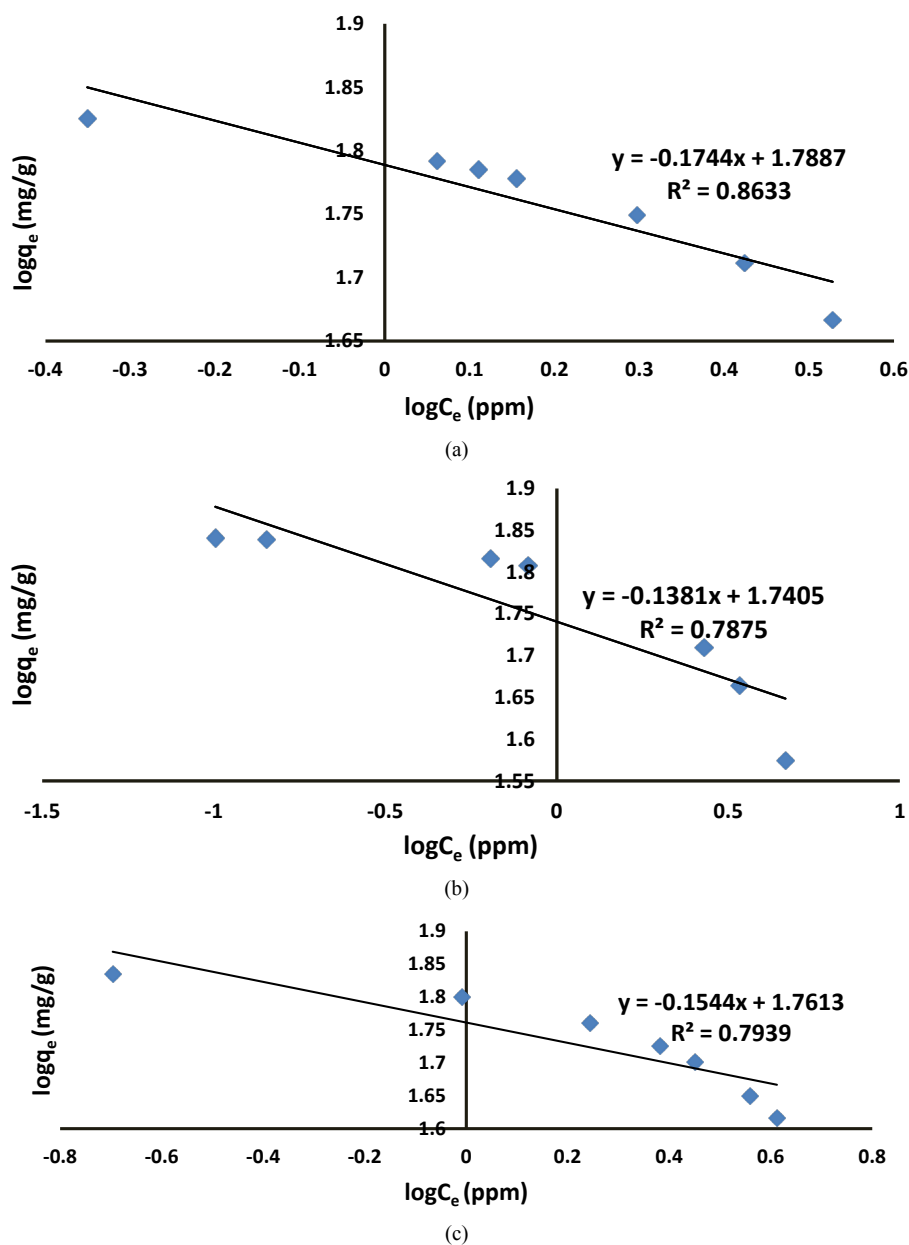 1.9
1.85
1.8
1.75
1.7
1.65
y = -0.1744x + 1.7887
R² = 0.8633
logqₑ (mg/g)
-0.4 -0.3 -0.2 -0.1 0 0.1 0.2 0.3 0.4 0.5 0.6
logCₑ (ppm)
(a)
1.9
1.85
1.8
1.75
1.7
1.65
1.6
1.55
y = -0.1381x + 1.7405
R² = 0.7875
logqₑ (mg/g)
-1.5 -1 -0.5 0 0.5 1
logCₑ (ppm)
(b)
1.9
1.85
1.8
1.75
1.7
1.65
1.6
y = -0.1544x + 1.7613
R² = 0.7939
logqₑ (mg/g)
-0.8 -0.6 -0.4 -0.2 0 0.2 0.4 0.6 0.8
logCₑ (ppm)
(c)